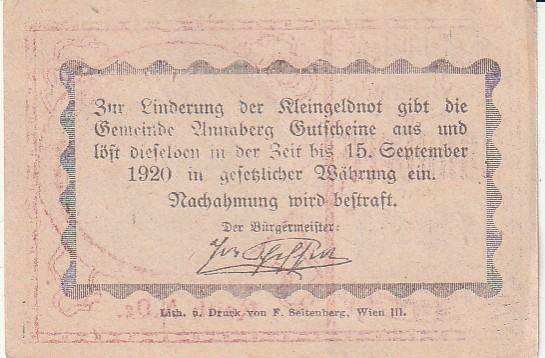 Zur Linderung der Kleingeldnot gibt die
Gemeinde Annaberg Gutscheine aus und
löst dieseloen in der Zeit bis 15. September
1920 in gesetzlicher Währung ein.
Nachahmung wird bestraft.
Der Bürgermeister:
Lith. u. Druck von F. Seitenberg, Wien III.